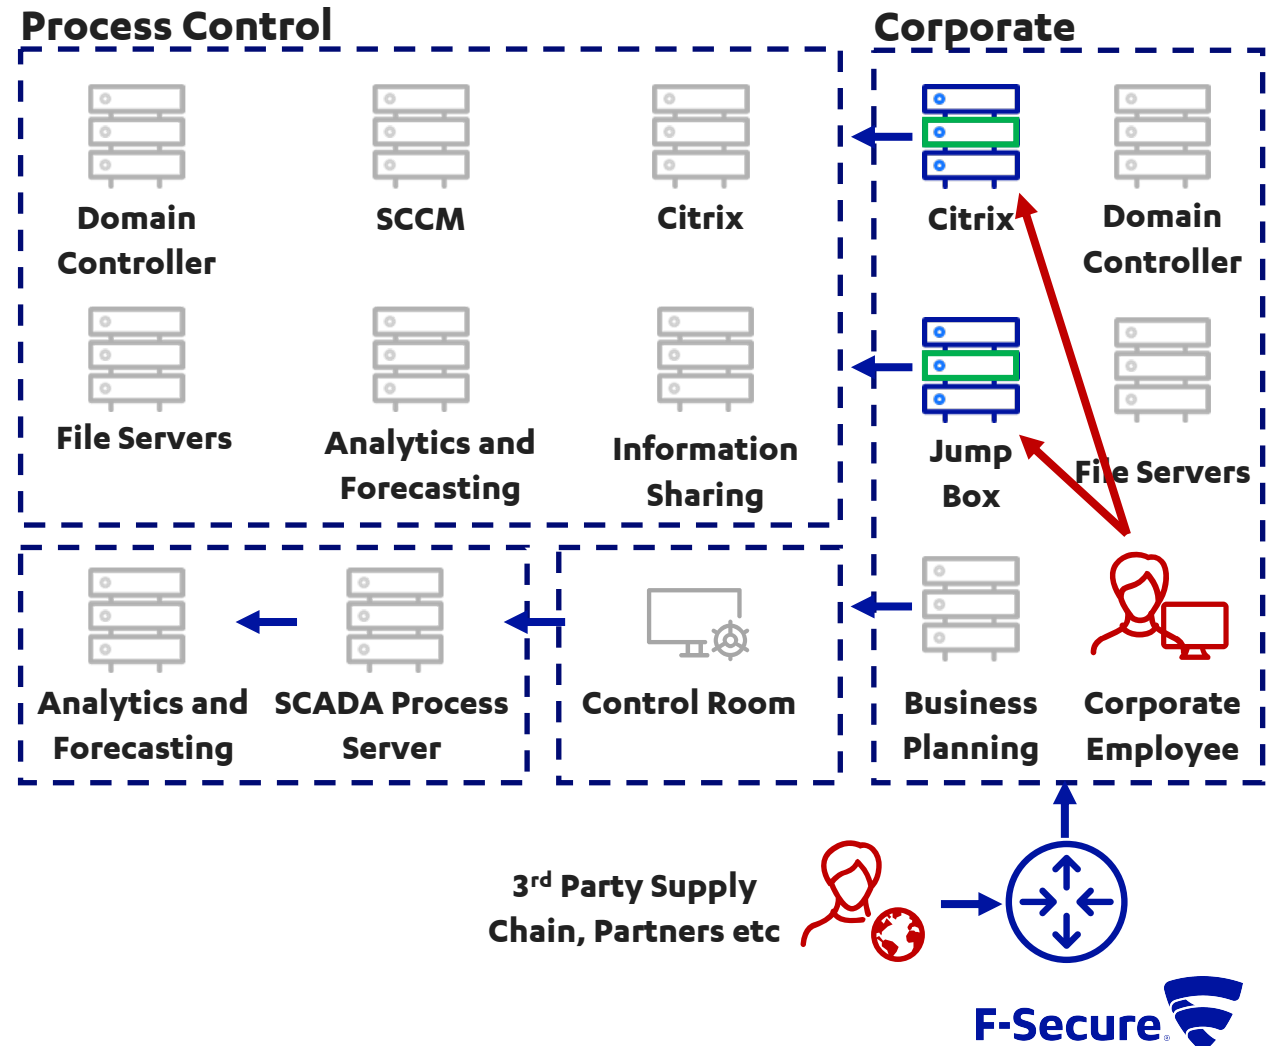 Process Control
Corporate
Domain
Controller
SCCM
Citrix
Citrix
Domain
Controller
File Servers
Analytics and
Forecasting
Information
Sharing
Jump
Box
File Servers
Analytics and
Forecasting
SCADA Process
Server
Control Room
Business
Planning
Corporate
Employee
3rd Party Supply
Chain, Partners etc
F-Secure®